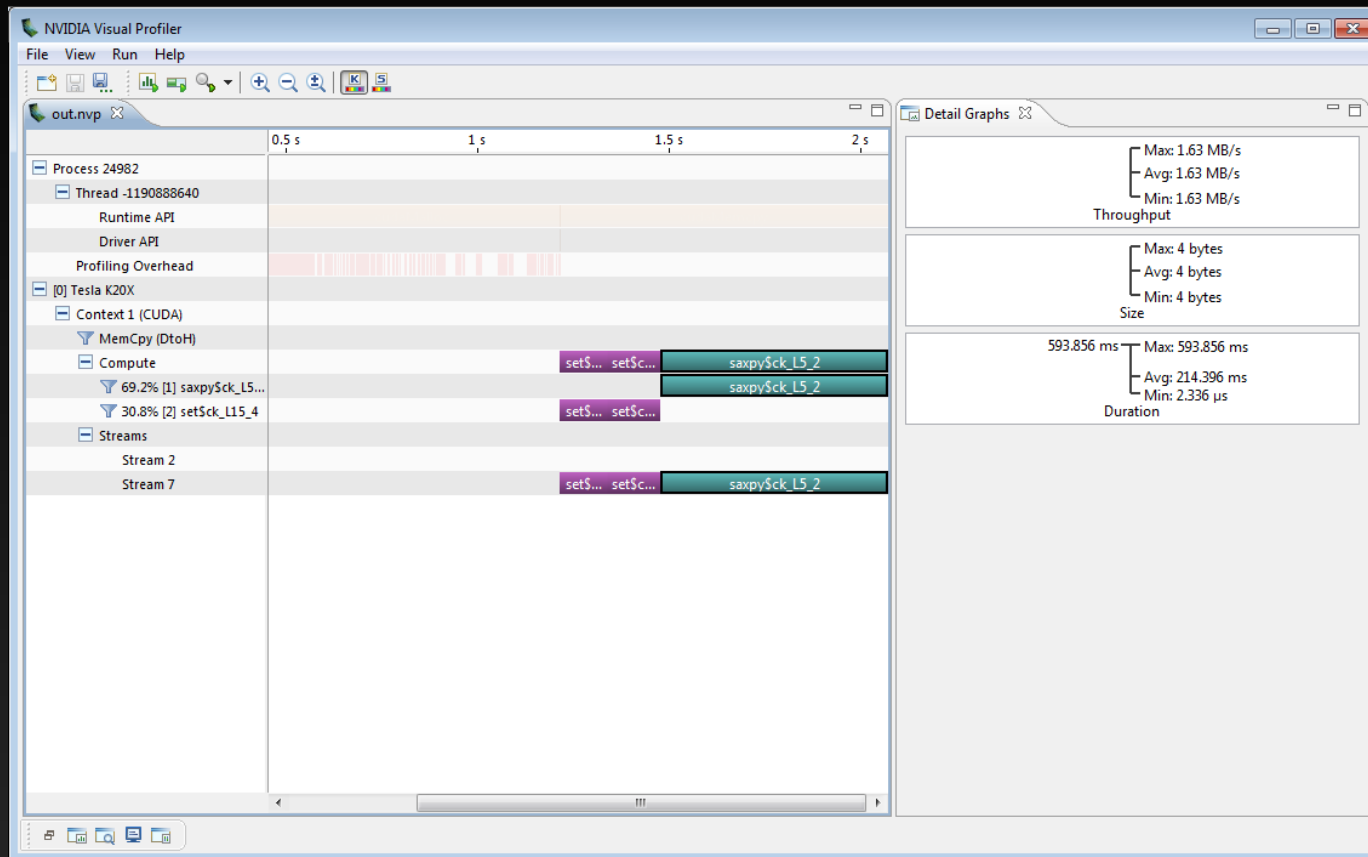 NVIDIA Visual Profiler
File View Run Help
K S
out.nvp
Detail Graphs
0.5 s 1 s 1.5 s 2 s
Process 24982
Thread -1190888640
Runtime API
Driver API
Profiling Overhead
[0] Tesla K20X
Context 1 (CUDA)
MemCpy (DtoH)
Compute set$... set$c... saxpy$ck_L5_2
69.2% [1] saxpy$ck_L5... saxpy$ck_L5_2
30.8% [2] set$ck_L15_4 set$... set$c...
Streams
Stream 2
Stream 7 set$... set$c... saxpy$ck_L5_2
Max: 1.63 MB/s
Avg: 1.63 MB/s
Min: 1.63 MB/s
Throughput
Max: 4 bytes
Avg: 4 bytes
Min: 4 bytes
Size
593.856 ms Max: 593.856 ms
Avg: 214.396 ms
Min: 2.336 µs
Duration